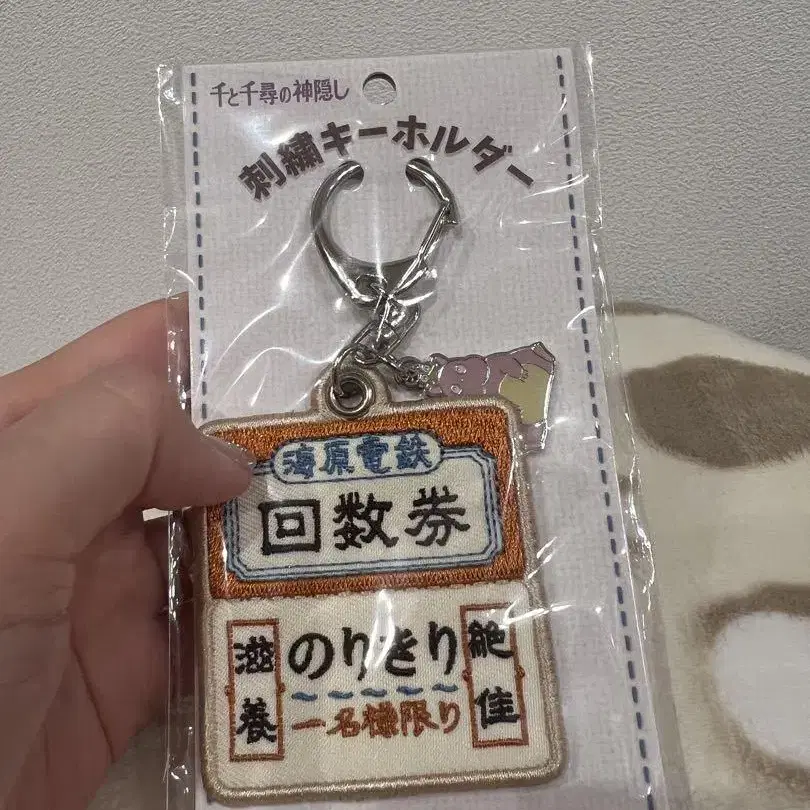 千と千尋の神隠し
刺繍キーホルダー
海原電鉄
回数券
滋養
のりきり
一名様限り
絶佳